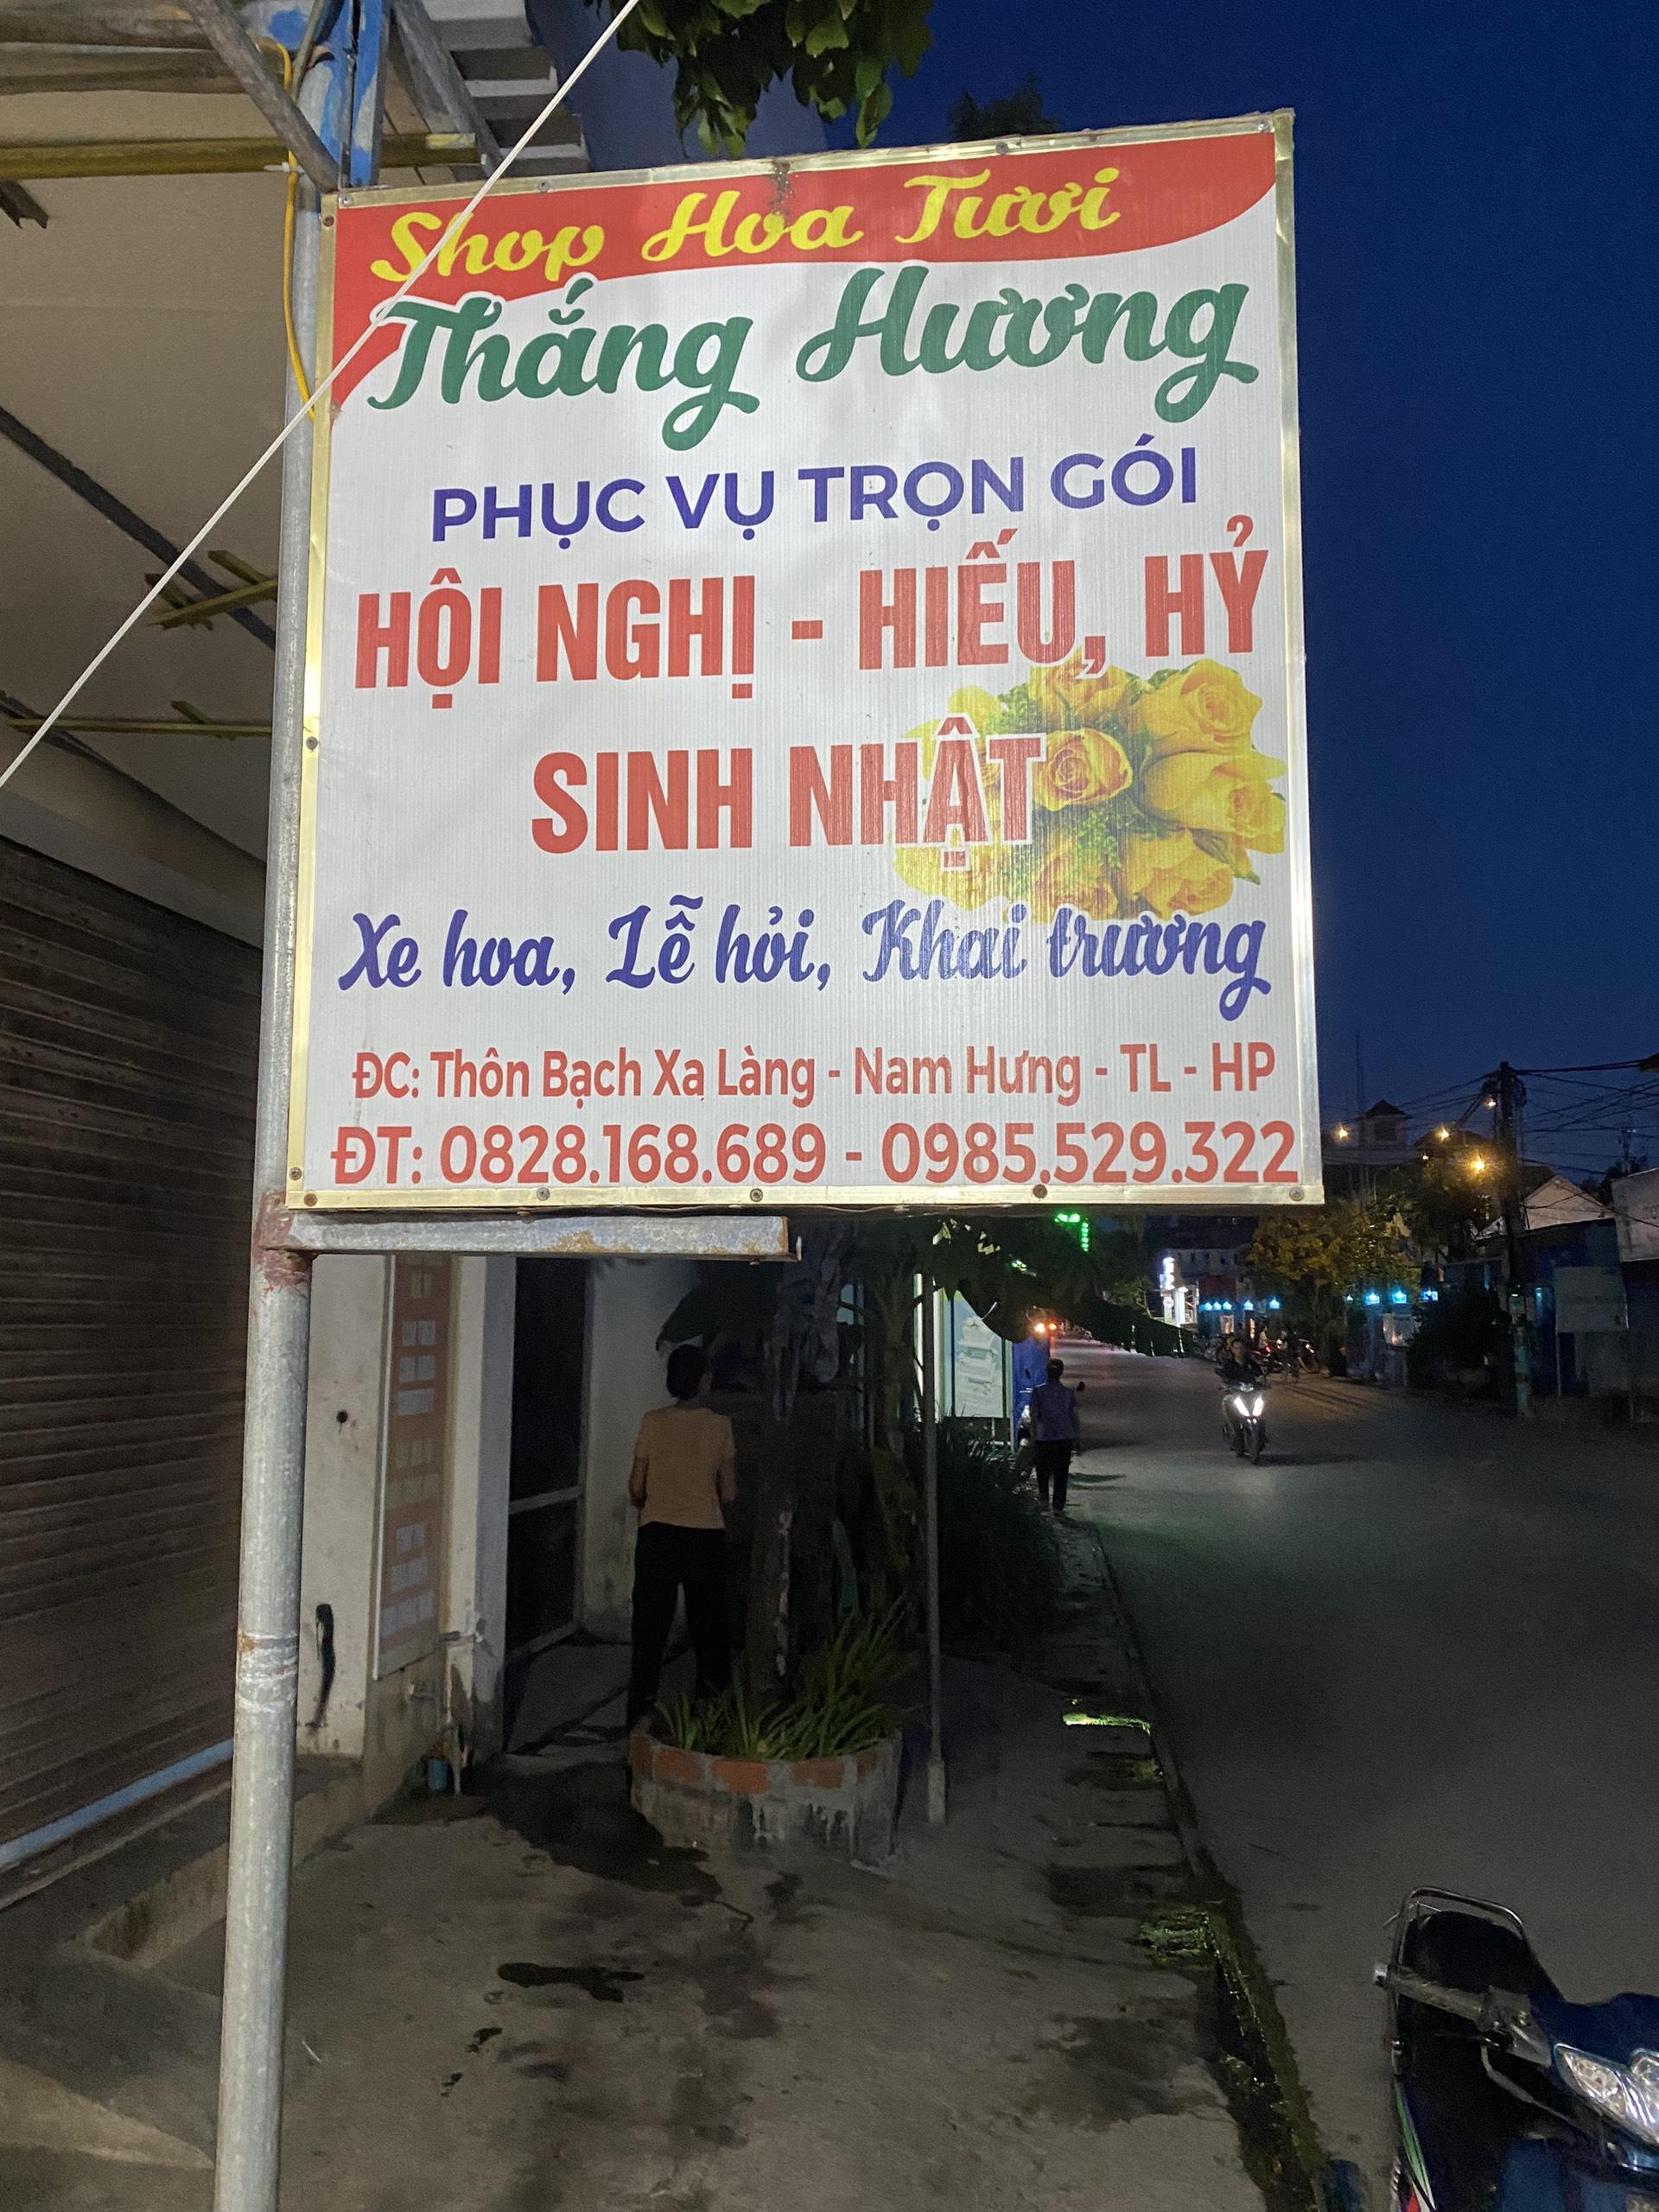 Shop Hoa Tươi
Thắng Hương
PHỤC VỤ TRỌN GÓI
HỘI NGHỊ - HIẾU, HỶ
SINH NHẬT
Xe hoa, Lễ hỏi, Khai trương
ĐC: Thôn Bạch Xa Làng - Nam Hưng - TL - HP
ĐT: 0828.168.689 - 0985.529.322